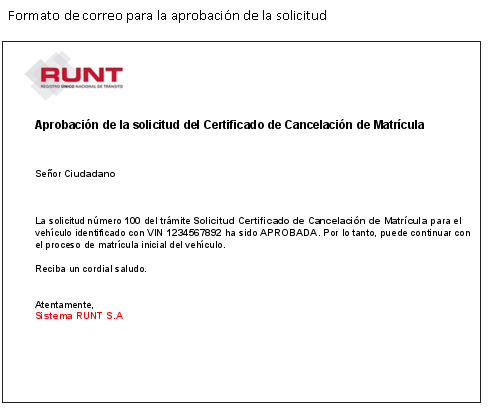 Formato de correo para la aprobación de la solicitud
RUNT
REGISTRO ÚNICO NACIONAL DE TRÁNSITO
Aprobación de la solicitud del Certificado de Cancelación de Matrícula
Señor Ciudadano
La solicitud número 100 del trámite Solicitud Certificado de Cancelación de Matrícula para el
vehículo identificado con VIN 1234567892 ha sido APROBADA. Por lo tanto, puede continuar con
el proceso de matrícula inicial del vehículo.
Reciba un cordial saludo.
Atentamente,
Sistema RUNT S.A